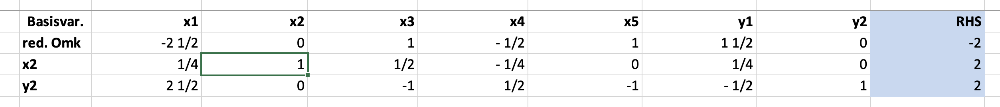 Basisvar. x1 x2 x3 x4 x5 y1 y2 RHS
red. Omk -2 1/2 0 1 - 1/2 1 1 1/2 0 -2
x2 1/4 1 1/2 - 1/4 0 1/4 0 2
y2 2 1/2 0 -1 1/2 -1 - 1/2 1 2